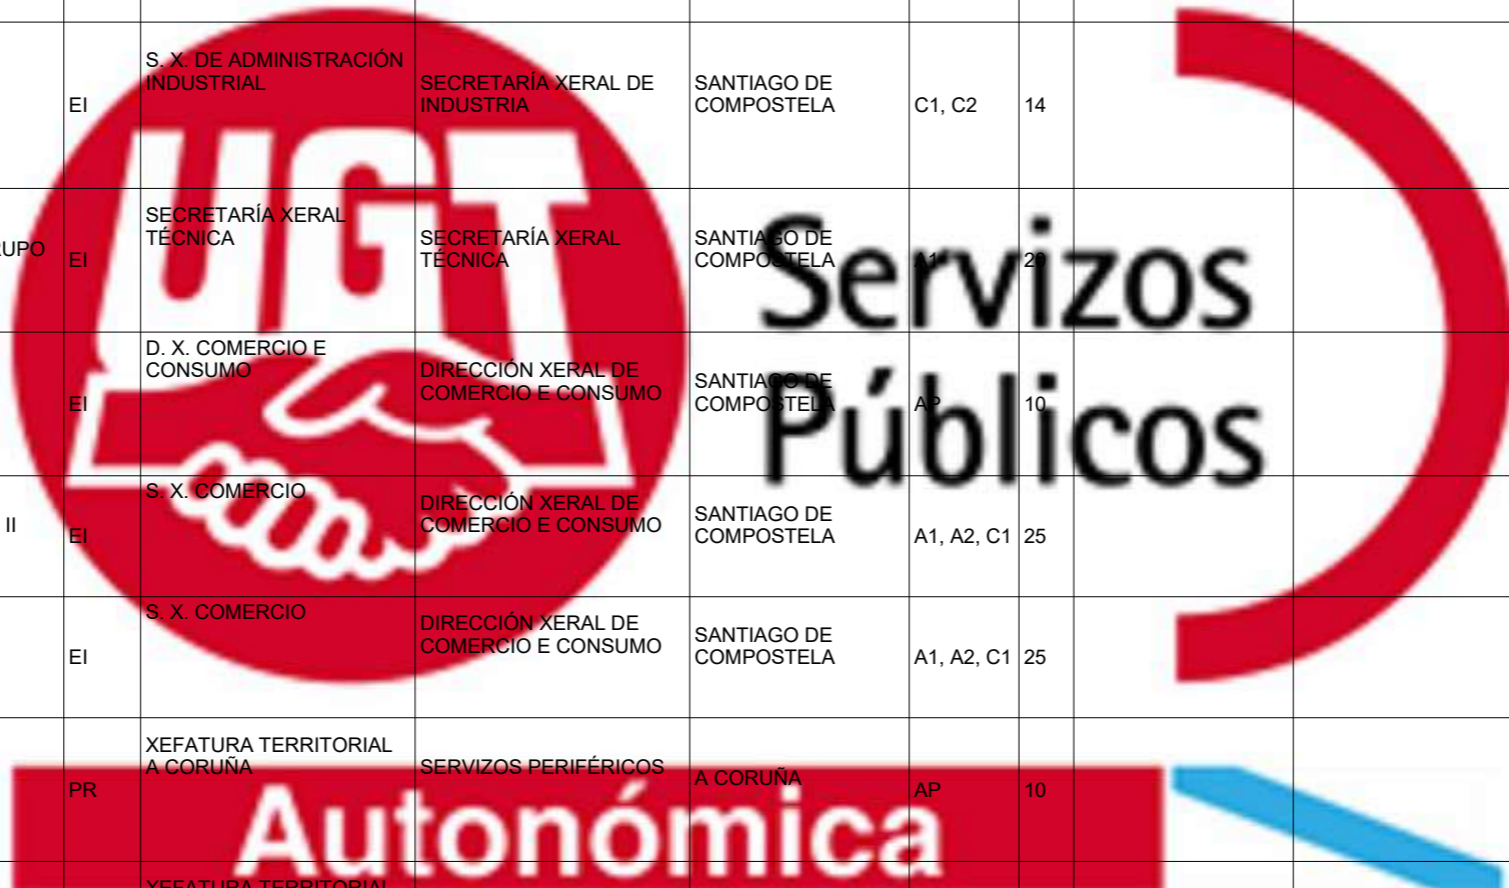 S. X. DE ADMINISTRACIÓN
INDUSTRIAL
EI
SECRETARÍA XERAL DE
INDUSTRIA
SANTIAGO DE
COMPOSTELA
C1, C2
14
UGT
SECRETARÍA XERAL
TÉCNICA
RUPO
EI
SECRETARÍA XERAL
TÉCNICA
SANTIAGO DE
COMPOSTELA
A1
Servizos
Públicos
D. X. COMERCIO E
CONSUMO
EI
DIRECCIÓN XERAL DE
COMERCIO E CONSUMO
SANTIAGO DE
COMPOSTELA
AP
10
S. X. COMERCIO
II
EI
DIRECCIÓN XERAL DE
COMERCIO E CONSUMO
SANTIAGO DE
COMPOSTELA
A1, A2, C1
25
S. X. COMERCIO
EI
DIRECCIÓN XERAL DE
COMERCIO E CONSUMO
SANTIAGO DE
COMPOSTELA
A1, A2, C1
25
XEFATURA TERRITORIAL
A CORUÑA
PR
SERVIZOS PERIFÉRICOS
A CORUÑA
AP
10
Autonómica
XEFATURA TERRITORIAL